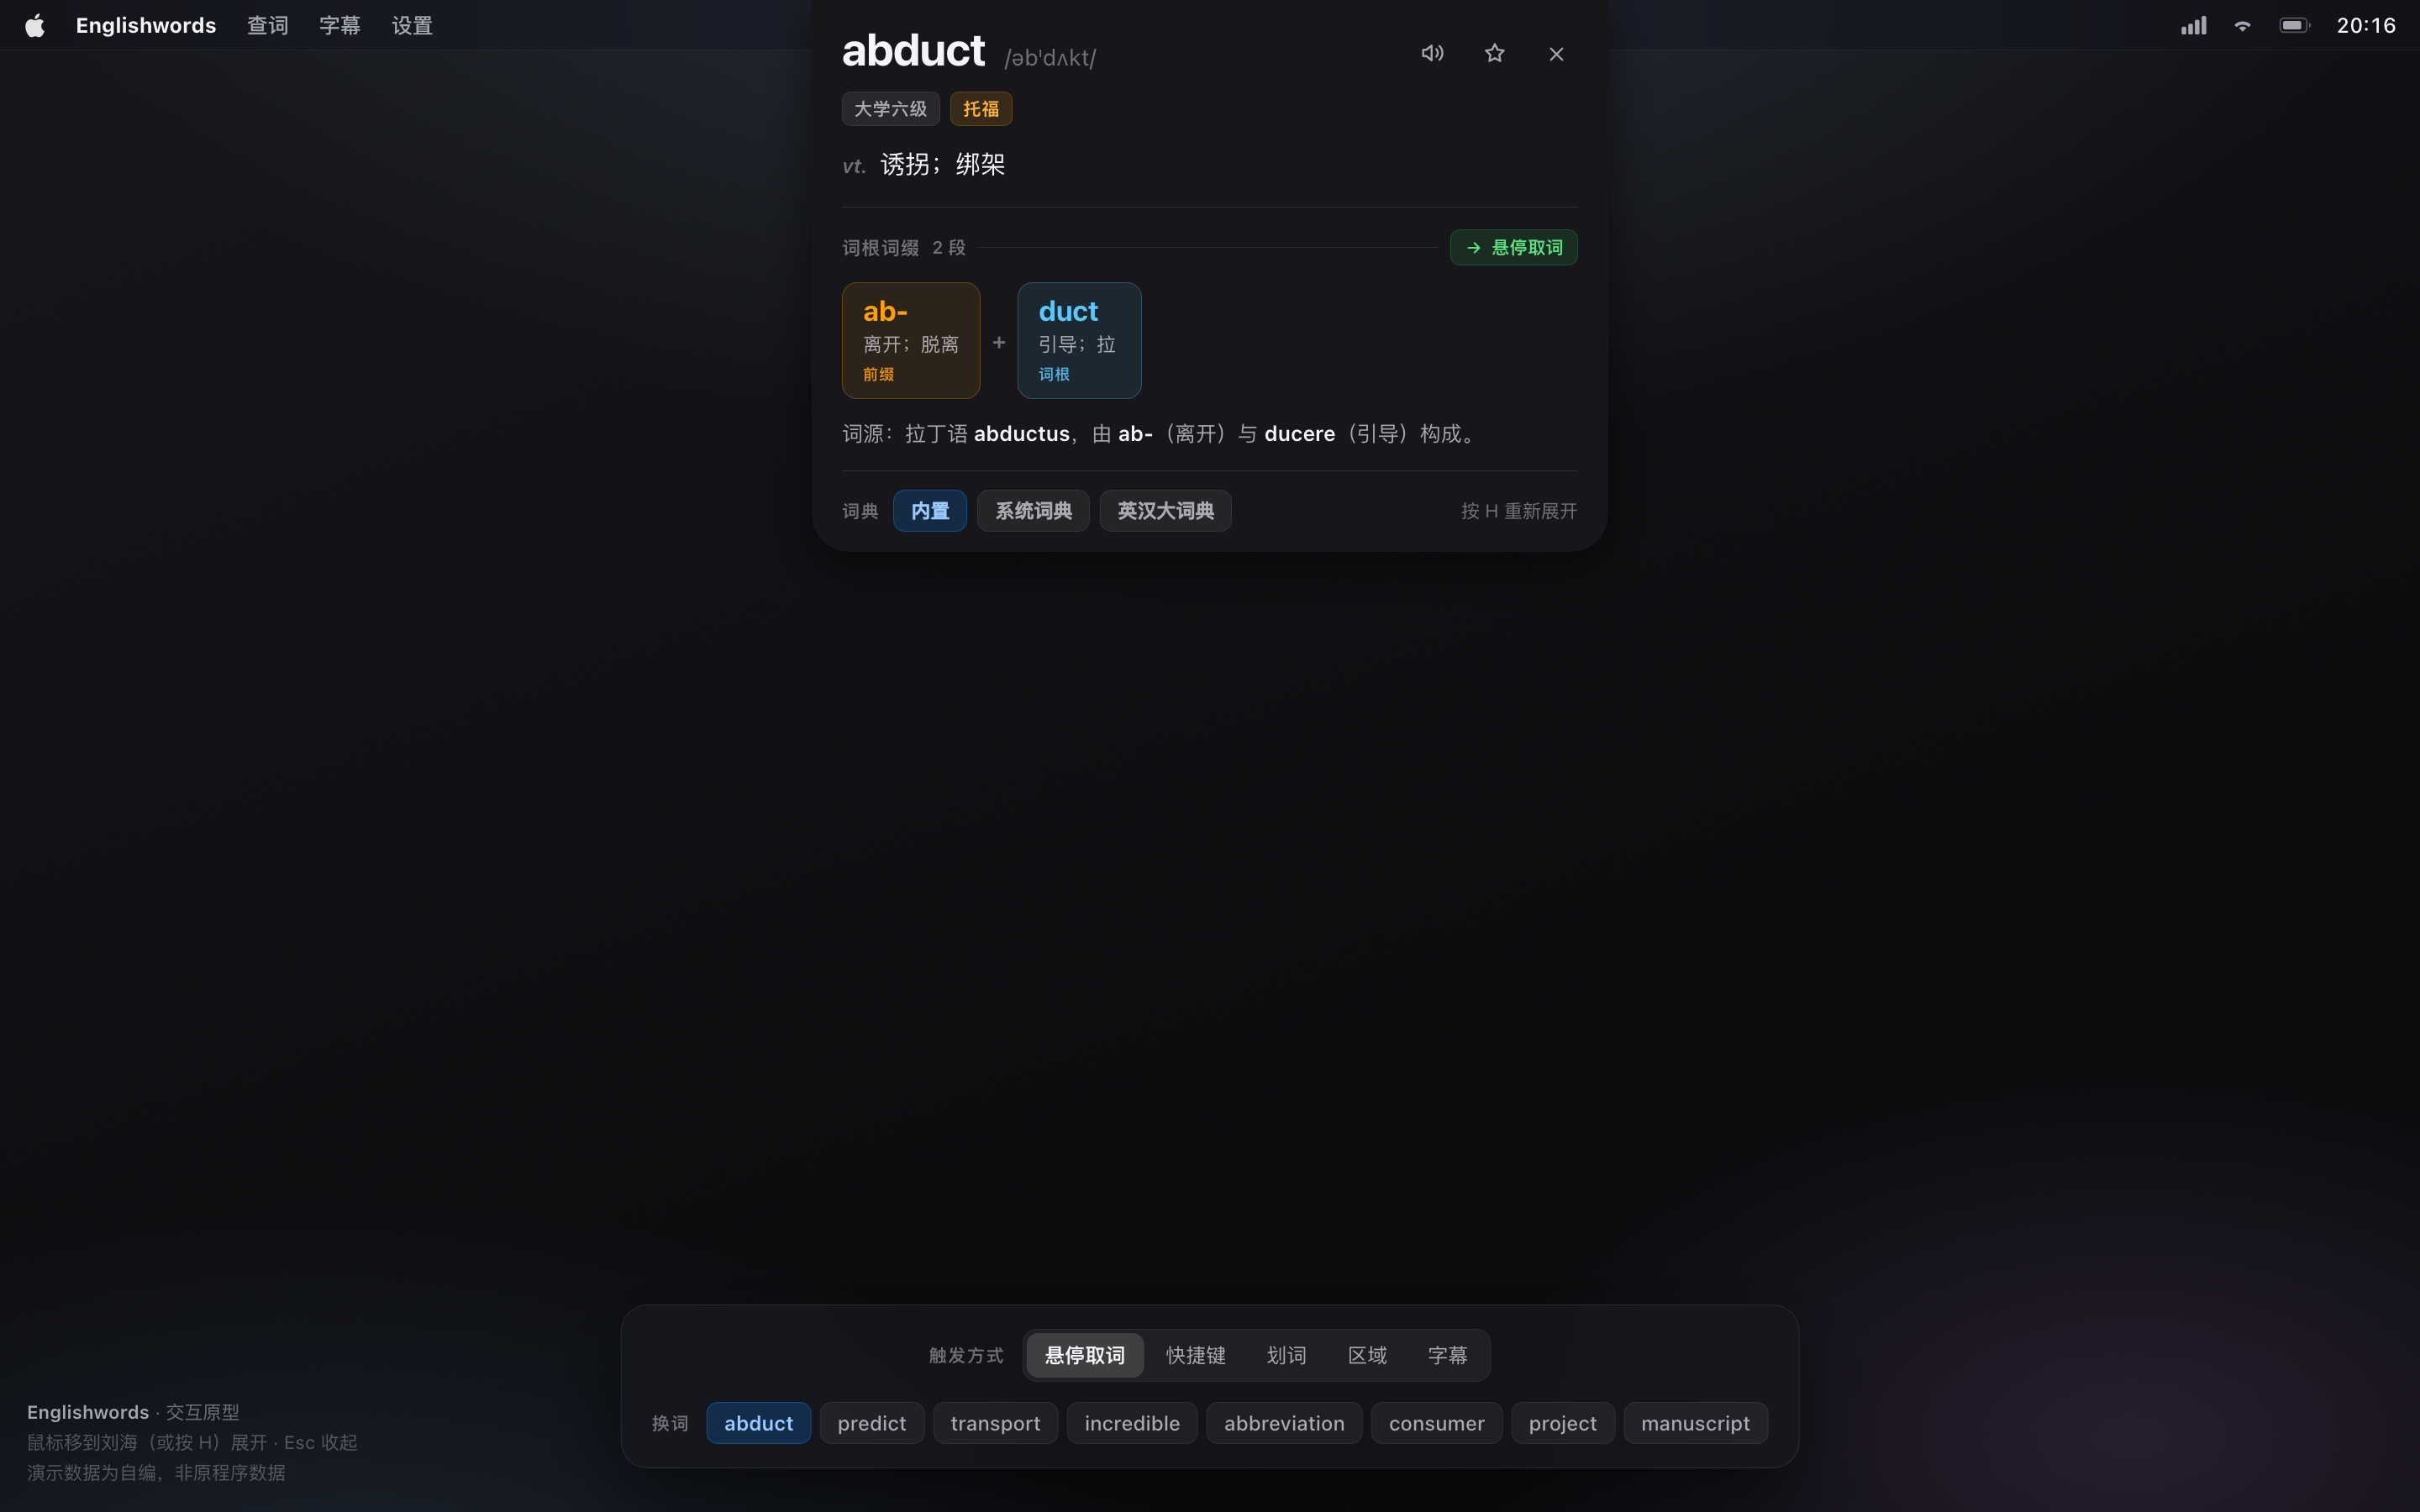 Englishwords 查词 字幕 设置 20:16
abduct /əbˈdʌkt/
大学六级 托福
vt. 诱拐；绑架
词根词缀 2 段 → 悬停取词
ab- + duct
离开；脱离 引导；拉
前缀 词根
词源：拉丁语 abductus，由 ab-（离开）与 ducere（引导）构成。
词典 内置 系统词典 英汉大词典 按 H 重新展开
触发方式 悬停取词 快捷键 划词 区域 字幕
换词 abduct predict transport incredible abbreviation consumer project manuscript
Englishwords · 交互原型
鼠标移到刘海（或按 H）展开 · Esc 收起
演示数据为自编，非原程序数据